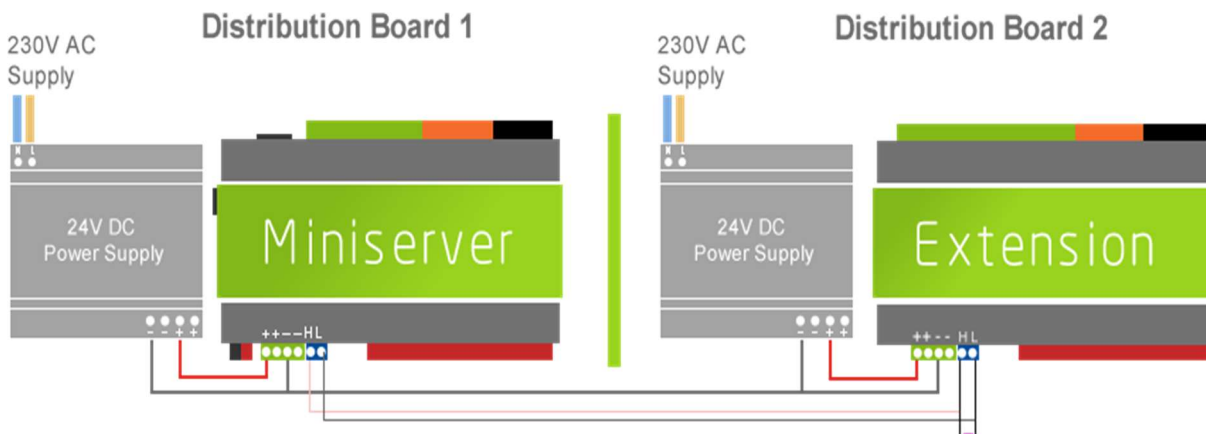 Distribution Board 1
230V AC
Supply
N L
24V DC
Power Supply
- - + +
Miniserver
++--HL
Distribution Board 2
230V AC
Supply
N L
24V DC
Power Supply
- - + +
Extension
++-- HL